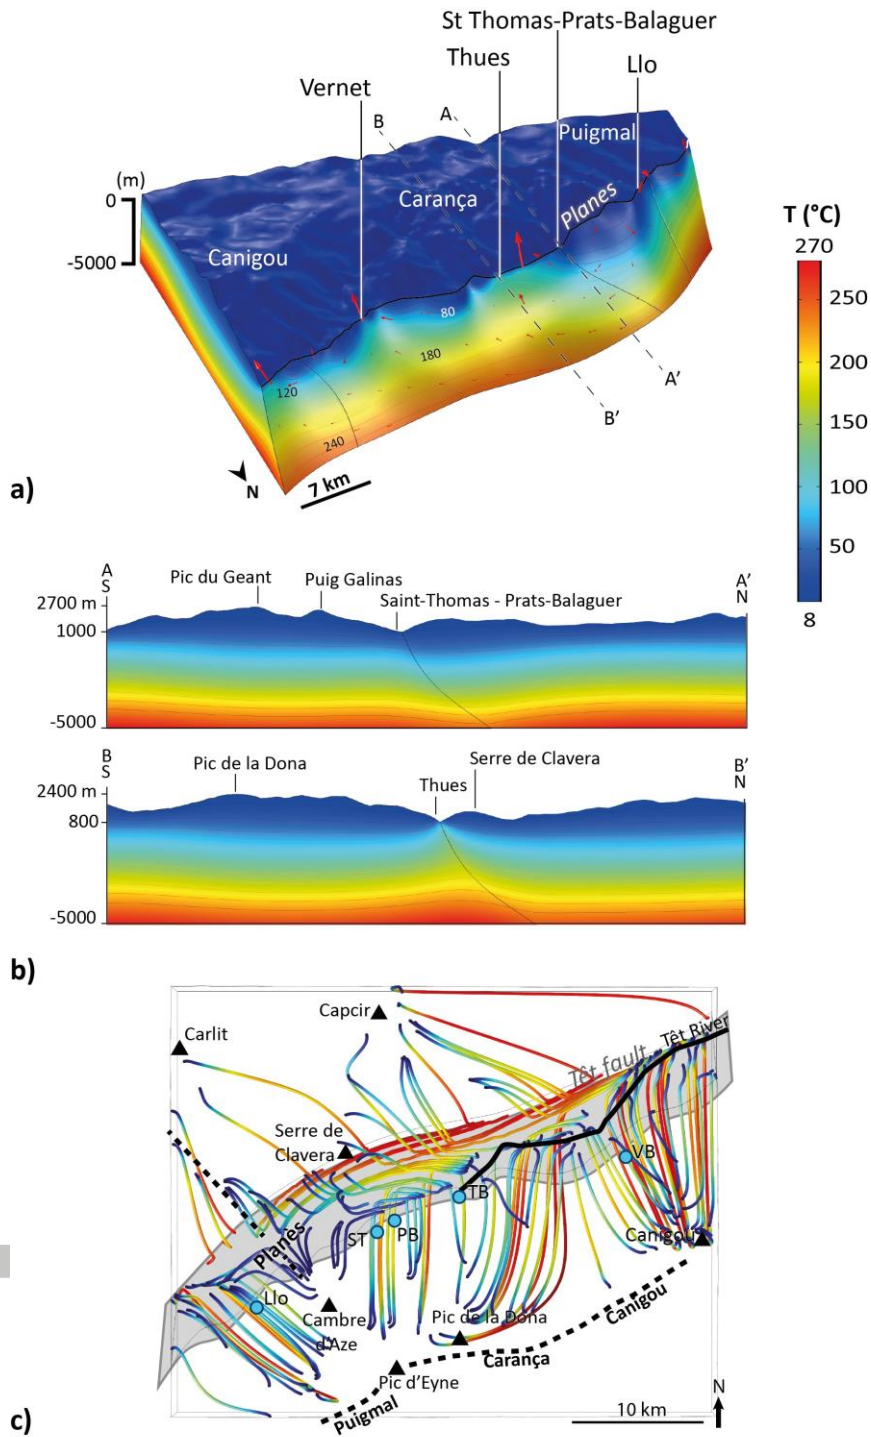 St Thomas-Prats-Balaguer
Thues
Llo
Vernet
B
A
Puigmal
(m)
0
-5000
Carança
Planes
Canigou
T (°C)
270
250
200
150
100
50
8
80
180
120
240
A'
B'
N
7 km
a)
A
S
A'
N
Pic du Geant
Puig Galinas
Saint-Thomas - Prats-Balaguer
2700 m
1000
-5000
B
S
B'
N
Pic de la Dona
Serre de Clavera
Thues
2400 m
800
-5000
b)
Capcir
Carlit
Têt River
Têt fault
Serre de
Clavera
VB
TB
PB
ST
Canigou
Planès
Llo
Cambre
d'Aze
Pic de la Dona
Canigou
Carança
Pic d'Eyne
Puigmal
N
10 km
c)